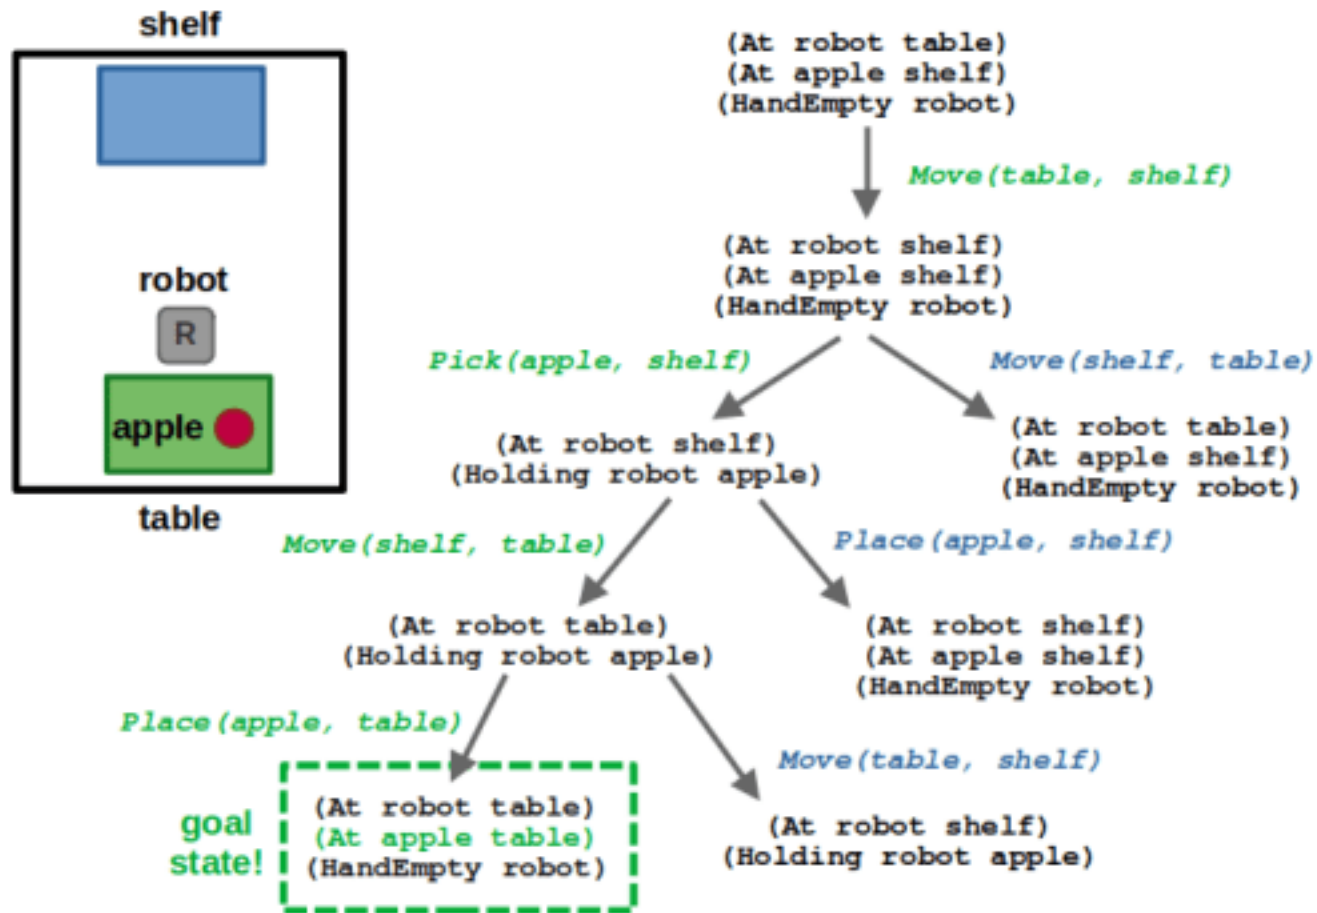 shelf
robot
R
apple
table
(At robot table)
(At apple shelf)
(HandEmpty robot)
Move(table, shelf)
(At robot shelf)
(At apple shelf)
(HandEmpty robot)
Pick(apple, shelf)
Move(shelf, table)
(At robot shelf)
(Holding robot apple)
(At robot table)
(At apple shelf)
(HandEmpty robot)
Move(shelf, table)
Place(apple, shelf)
(At robot table)
(Holding robot apple)
(At robot shelf)
(At apple shelf)
(HandEmpty robot)
Place(apple, table)
Move(table, shelf)
goal
state!
(At robot table)
(At apple table)
(HandEmpty robot)
(At robot shelf)
(Holding robot apple)